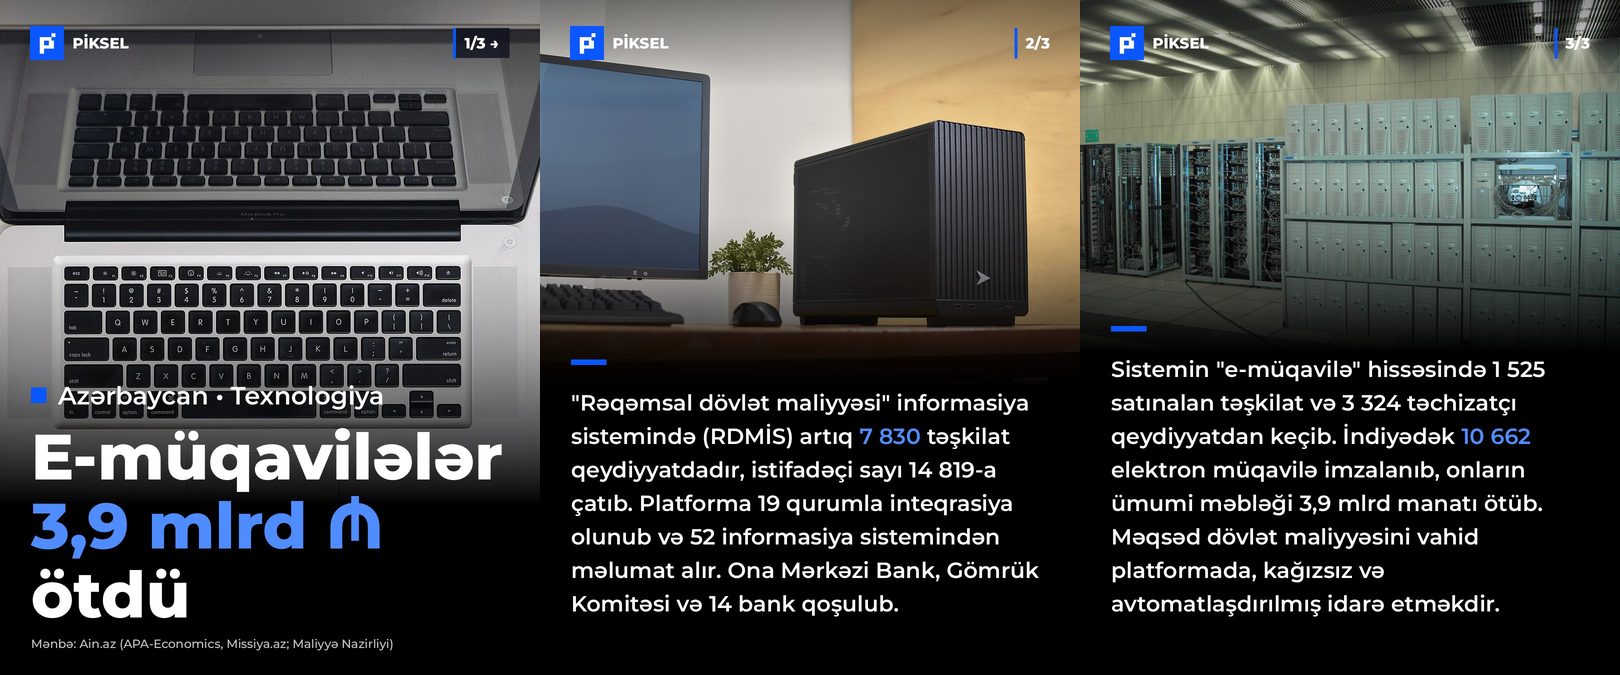 PİKSEL
1/3 →
Azərbaycan • Texnologiya
E-müqavilələr
3,9 mlrd ₼
ötdü
Mənbə: Ain.az (APA-Economics, Missiya.az; Maliyyə Nazirliyi)
PİKSEL
2/3
"Rəqəmsal dövlət maliyyəsi" informasiya
sistemində (RDMİS) artıq 7 830 təşkilat
qeydiyyatdadır, istifadəçi sayı 14 819-a
çatıb. Platforma 19 qurumla inteqrasiya
olunub və 52 informasiya sistemindən
məlumat alır. Ona Mərkəzi Bank, Gömrük
Komitəsi və 14 bank qoşulub.
PİKSEL
3/3
Sistemin "e-müqavilə" hissəsində 1 525
satınalan təşkilat və 3 324 təchizatçı
qeydiyyatdan keçib. İndiyədək 10 662
elektron müqavilə imzalanıb, onların
ümumi məbləği 3,9 mlrd manatı ötüb.
Məqsəd dövlət maliyyəsini vahid
platformada, kağızsız və
avtomatlaşdırılmış idarə etməkdir.